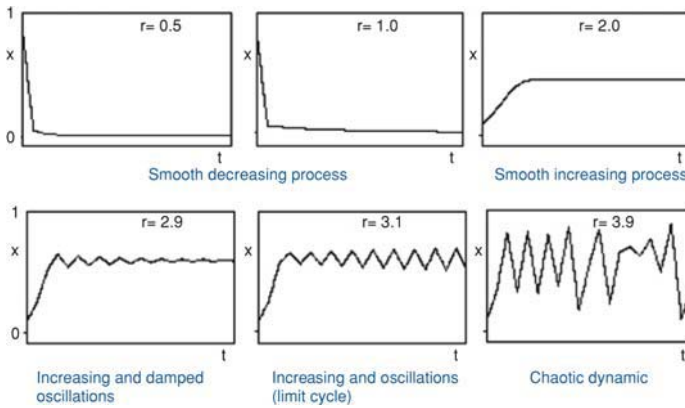 1
r= 0.5
x
0
t
r= 1.0
x
t
r= 2.0
x
t
Smooth decreasing process
Smooth increasing process
1
r= 2.9
x
0
t
r= 3.1
x
t
r= 3.9
x
t
Increasing and damped
oscillations
Increasing and oscillations
(limit cycle)
Chaotic dynamic